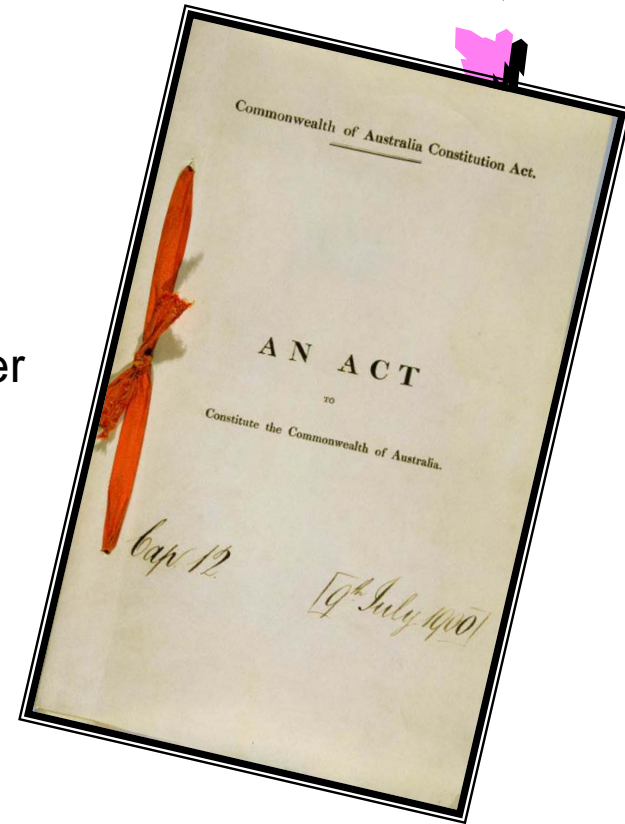 Commonwealth of Australia Constitution Act.
er
AN ACT
TO
Constitute the Commonwealth of Australia.
Cap 12.
[9th July 1900]